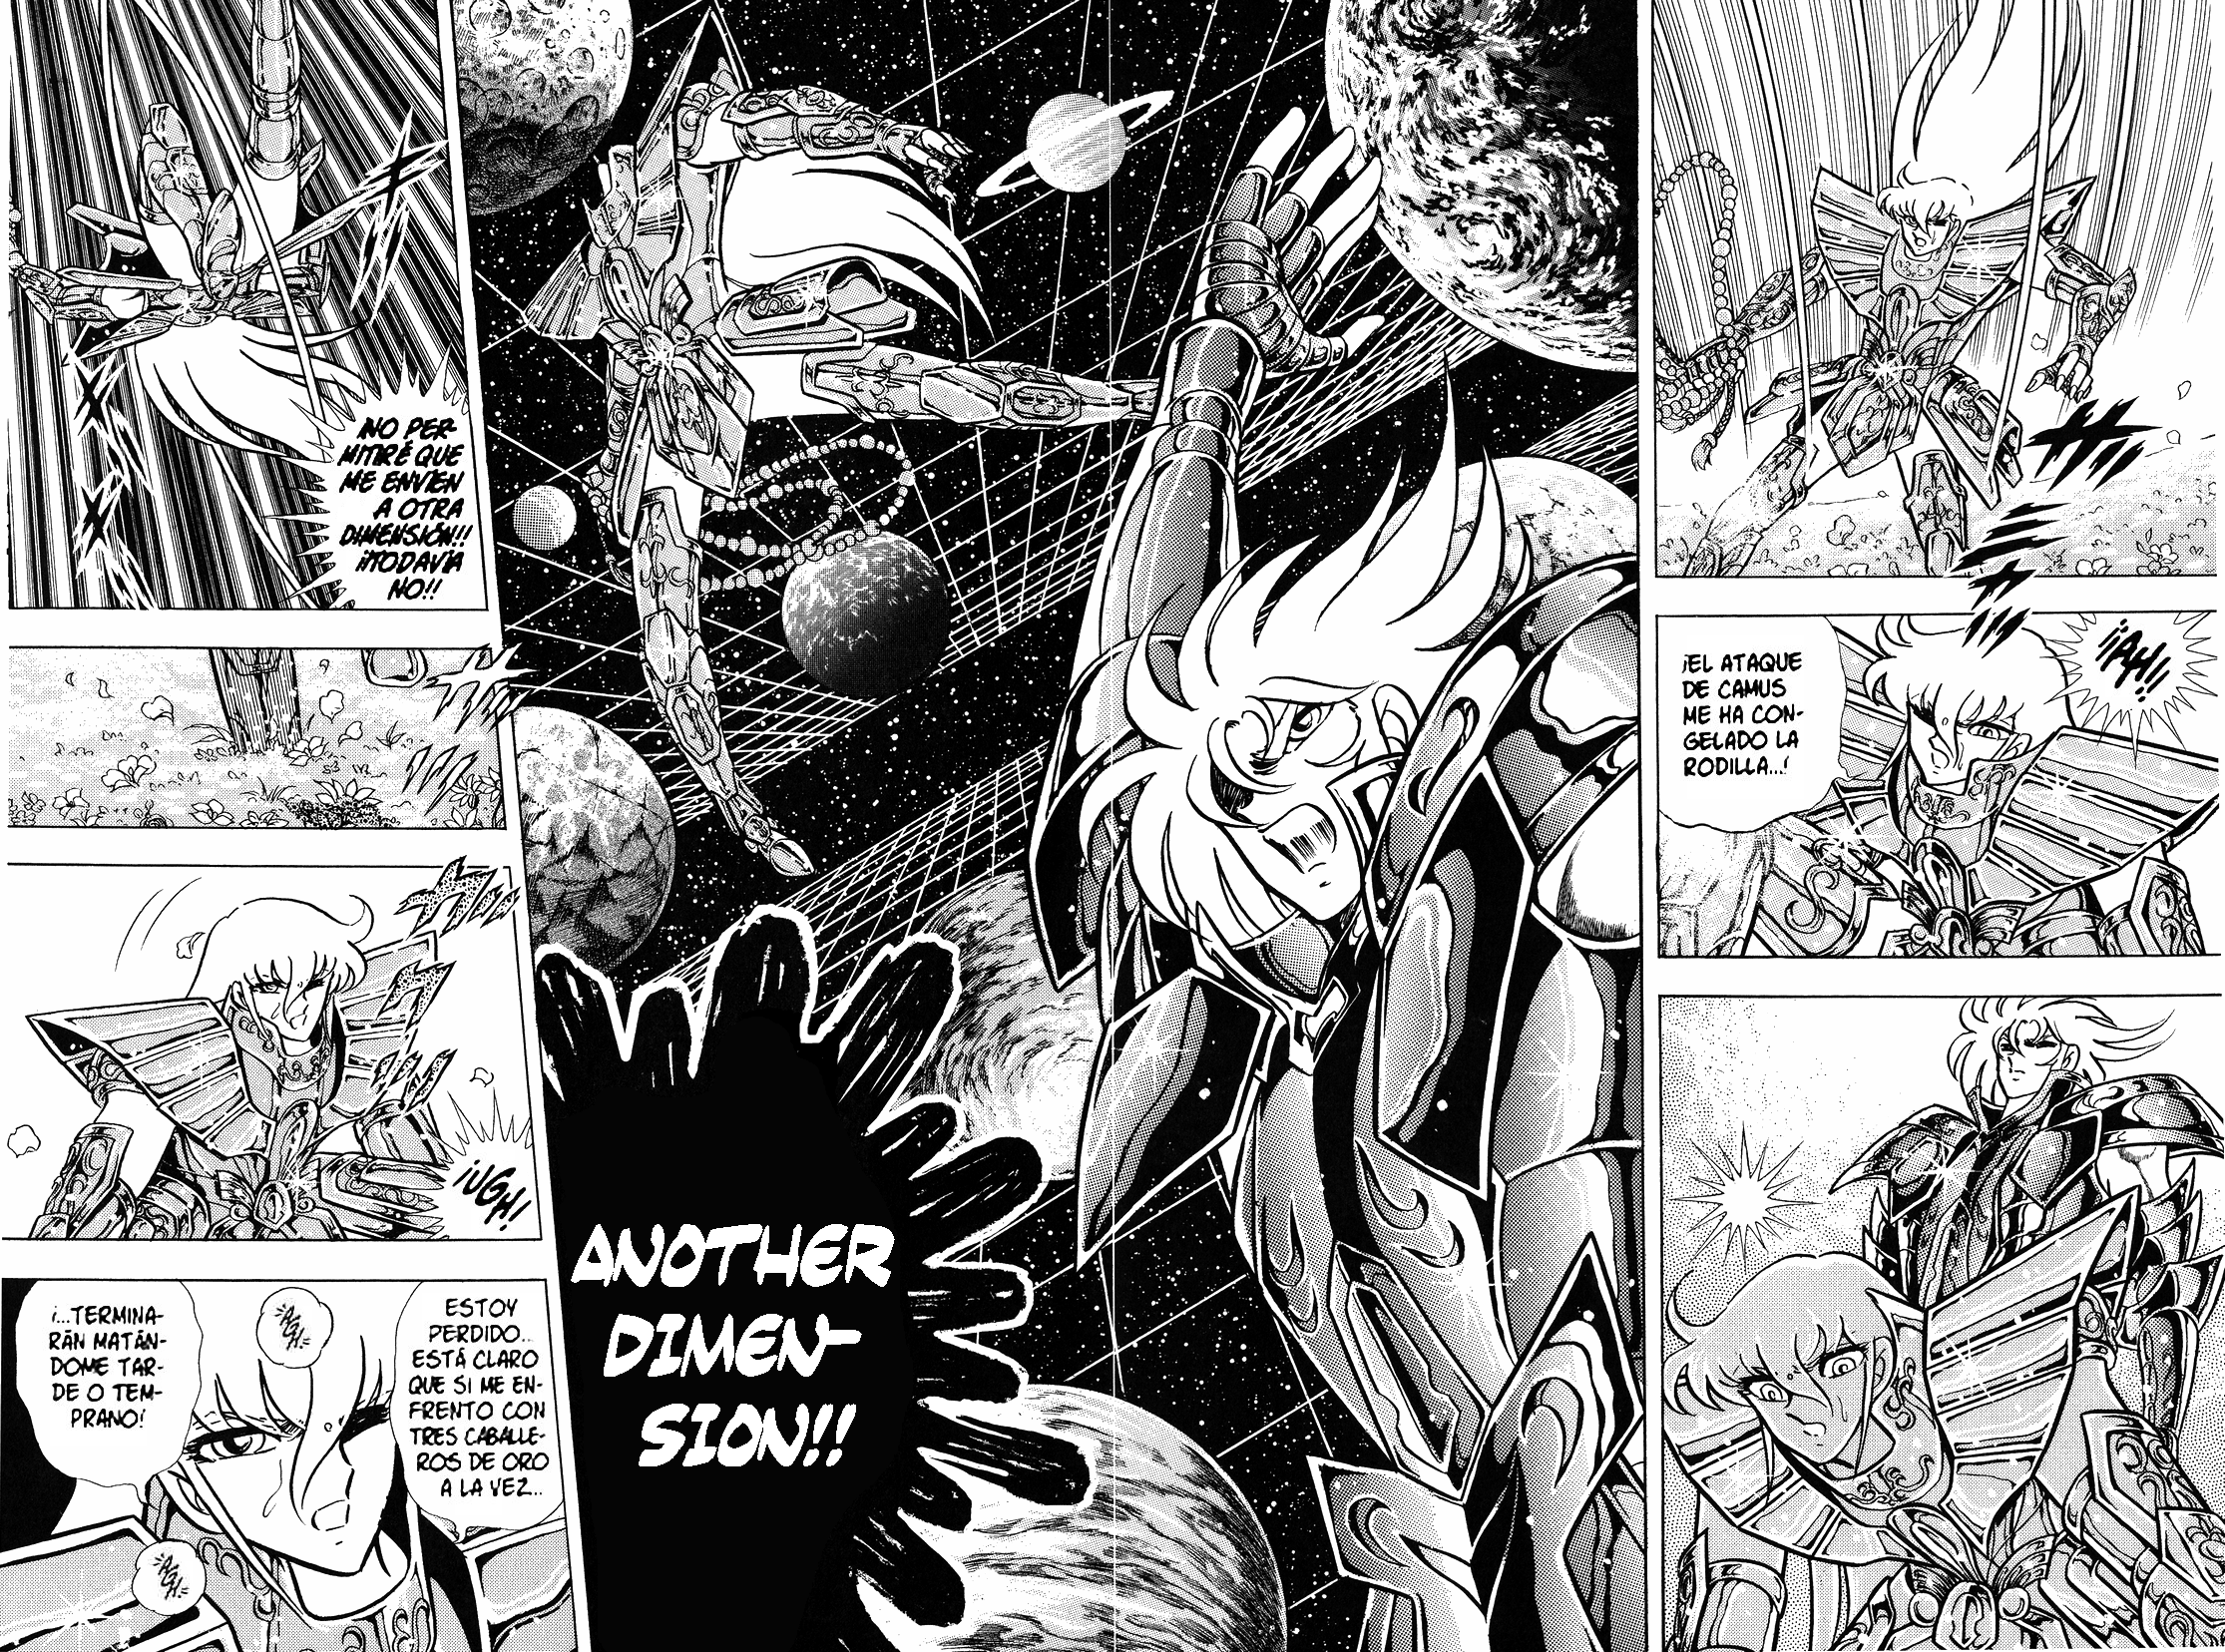 ¡¡AH!!
¡EL ATAQUE
DE CAMUS
ME HA CON-
GELADO LA
RODILLA...!
ANOTHER
DIMEN-
SION!!
¡NO PER-
MITIRÉ QUE
ME ENVÍEN
A OTRA
DIMENSIÓN!!
¡¡TODAVÍA
NO!!
¡UGH!
ESTOY
PERDIDO...
ESTÁ CLARO
QUE SI ME EN-
FRENTO CON
TRES CABALLE-
ROS DE ORO
A LA VEZ...
¡...TERMINA-
RÁN MATÁN-
DOME TAR-
DE O TEM-
PRANO!